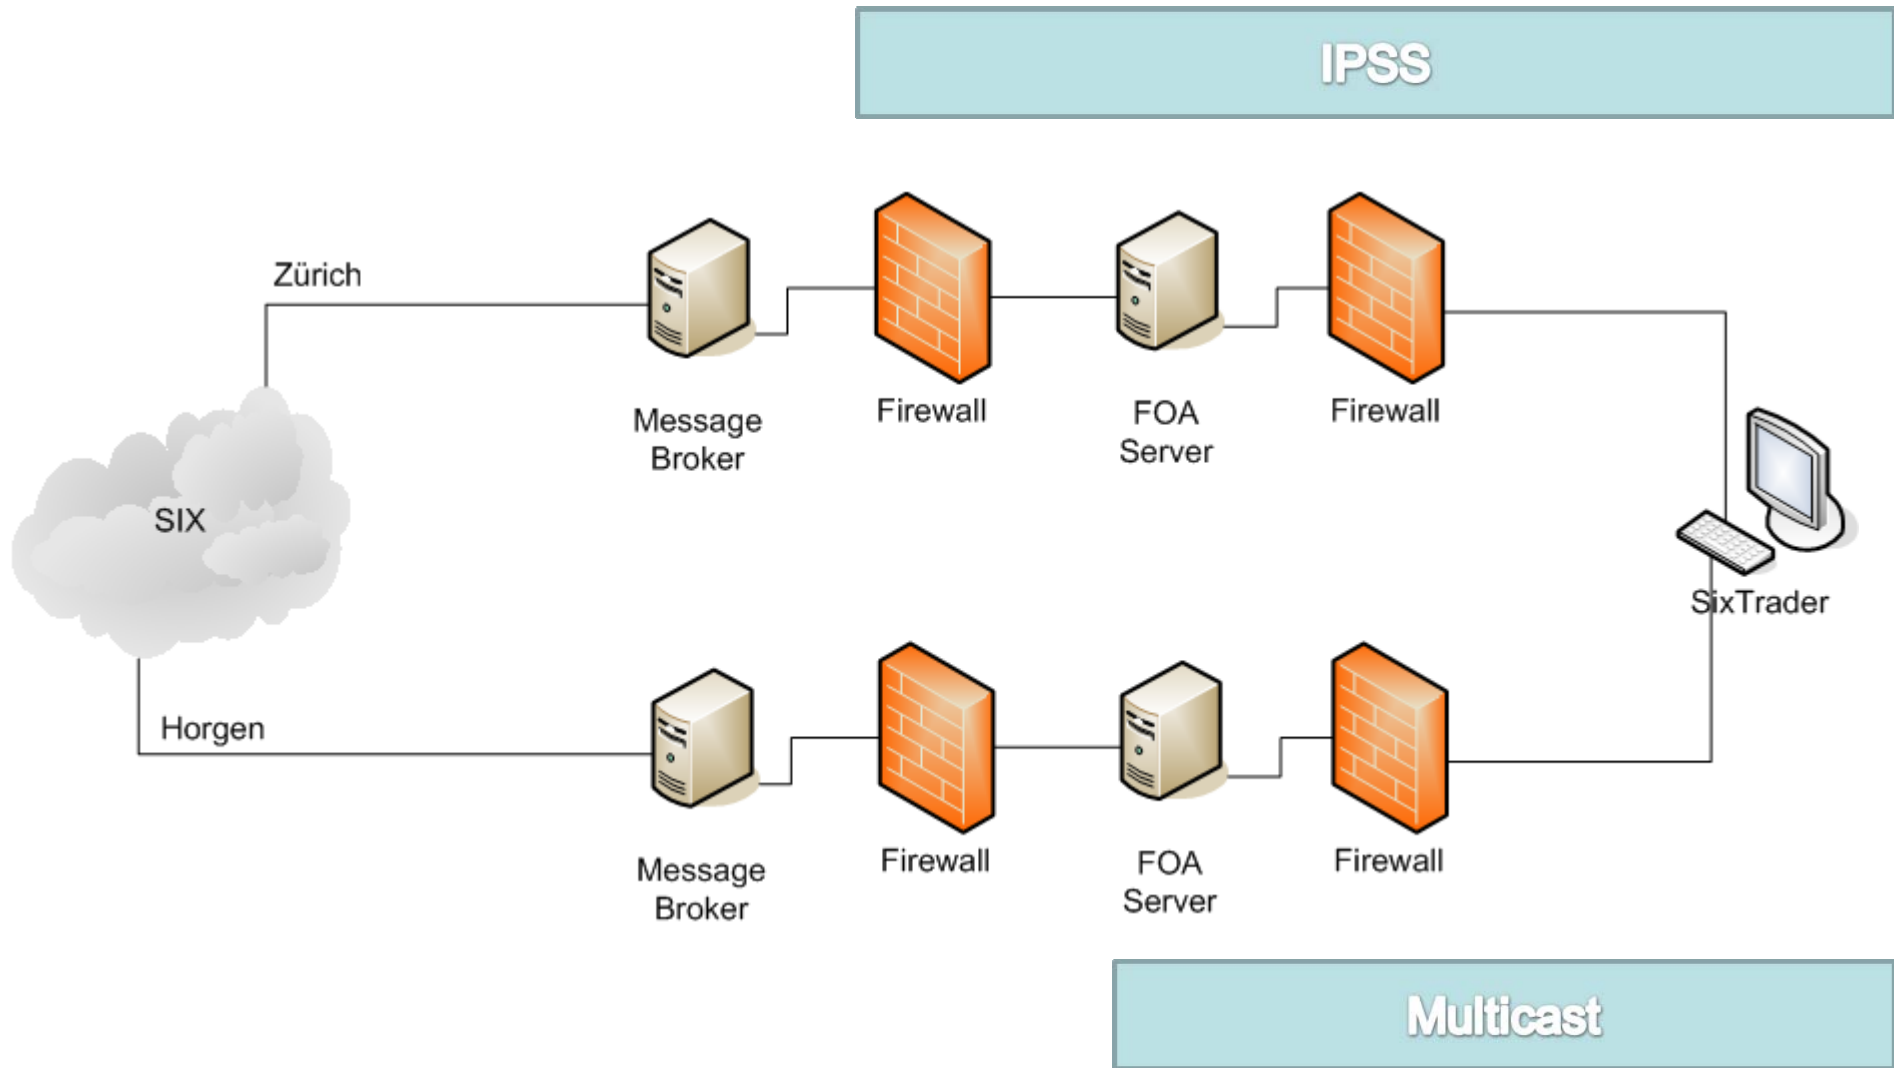 IPSS
Zürich
Message
Broker
Firewall
FOA
Server
Firewall
SIX
SixTrader
Horgen
Message
Broker
Firewall
FOA
Server
Firewall
Multicast